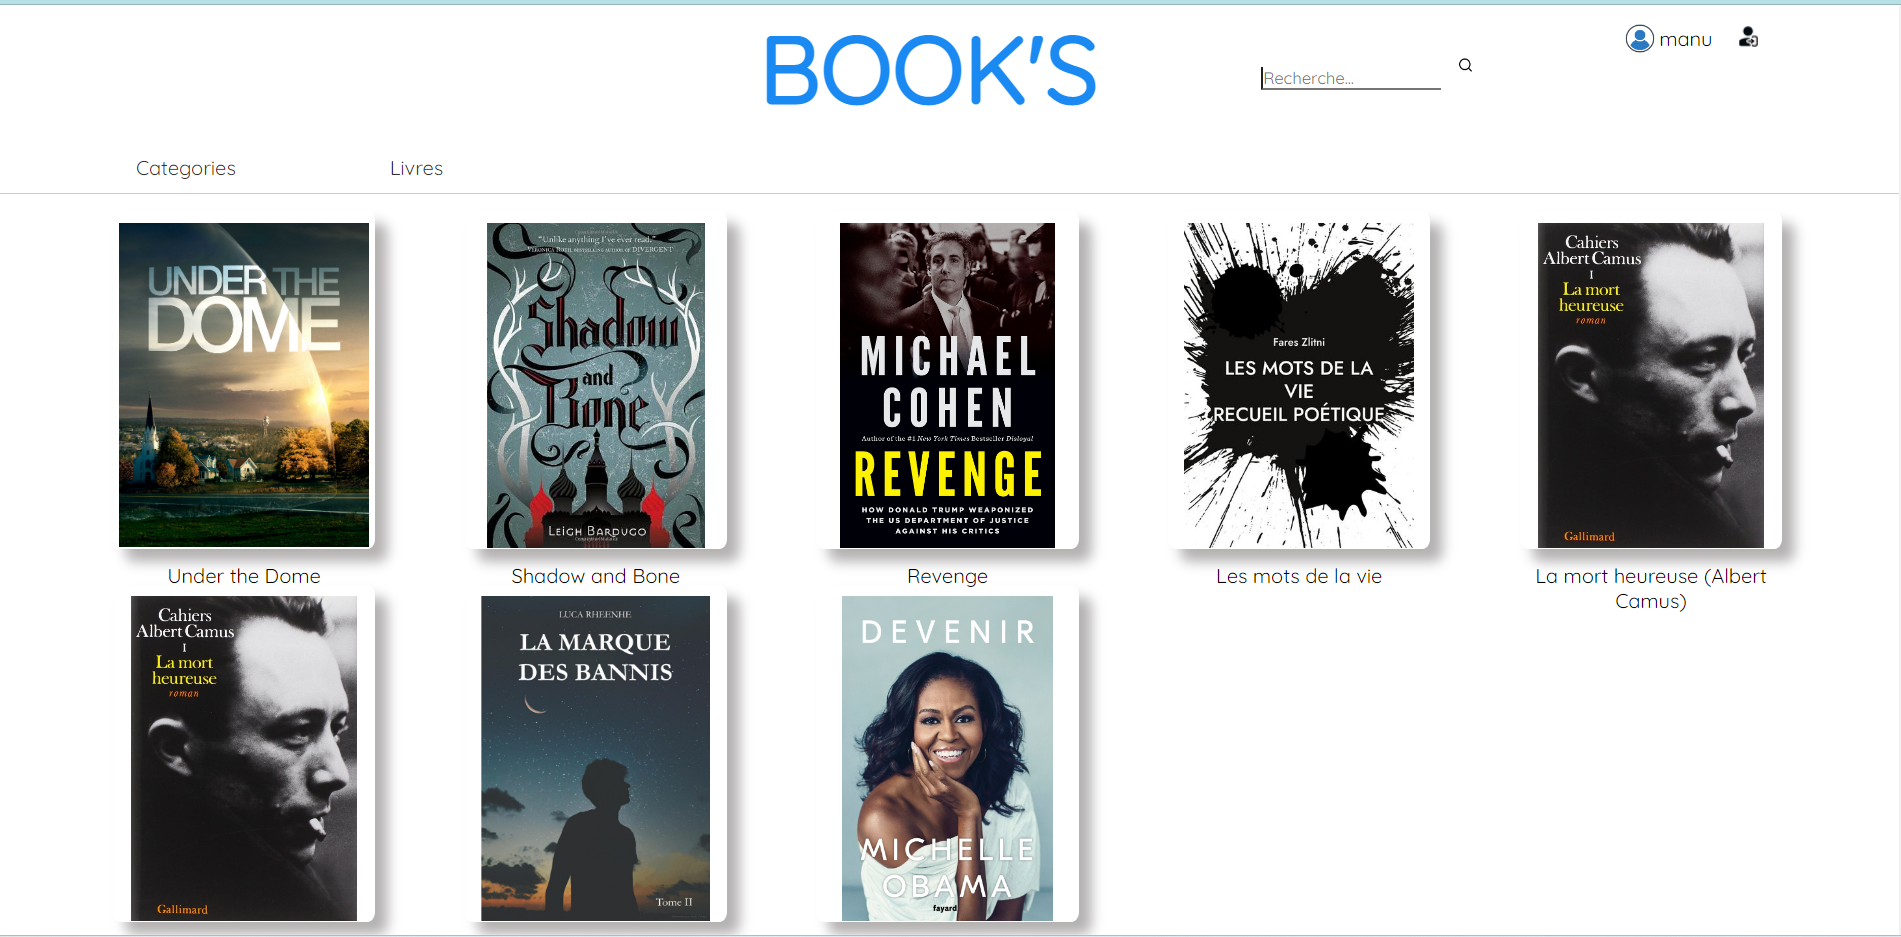 BOOK'S
Recherche...
manu
Categories
Livres
UNDER THE
DOME
"Unlike anything I've ever read."
VERONICA ROTH, BESTSELLING AUTHOR OF DIVERGENT
Shadow
and
Bone
LEIGH BARDUGO
MICHAEL
COHEN
Author of the #1 New York Times Bestseller Disloyal
REVENGE
HOW DONALD TRUMP WEAPONIZED
THE US DEPARTMENT OF JUSTICE
AGAINST HIS CRITICS
Fares Zlitni
LES MOTS DE LA
VIE
RECUEIL POÉTIQUE
Cahiers
Albert Camus
I
La mort
heureuse
roman
Gallimard
Under the Dome
Shadow and Bone
Revenge
Les mots de la vie
La mort heureuse (Albert
Camus)
Cahiers
Albert Camus
I
La mort
heureuse
roman
Gallimard
LUCA RHEENHE
LA MARQUE
DES BANNIS
Tome II
DEVENIR
MICHELLE
OBAMA
fayard